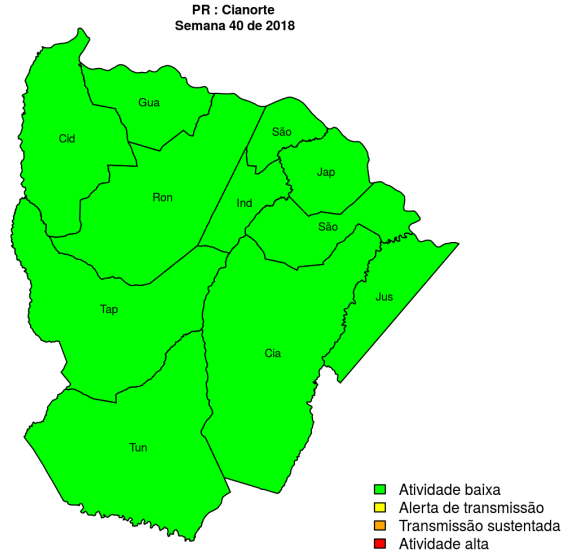 PR : Cianorte
Semana 40 de 2018
Gua
São
Cid
Jap
Ron
Ind
São
Jus
Tap
Cia
Tun
Atividade baixa
Alerta de transmissão
Transmissão sustentada
Atividade alta